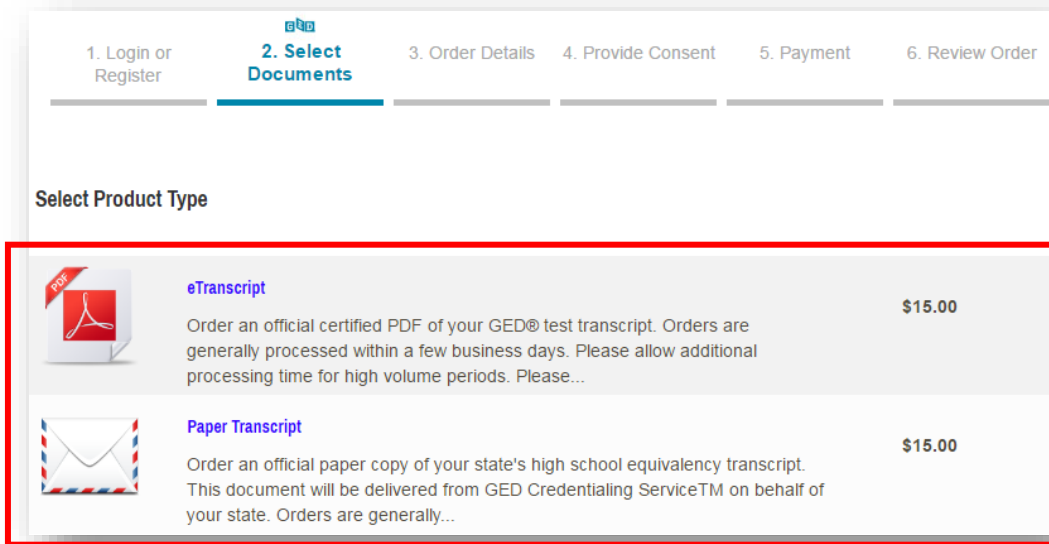 GED
1. Login or
Register
2. Select
Documents
3. Order Details
4. Provide Consent
5. Payment
6. Review Order
Select Product Type
PDF
eTranscript
Order an official certified PDF of your GED® test transcript. Orders are
generally processed within a few business days. Please allow additional
processing time for high volume periods. Please...
$15.00
Paper Transcript
Order an official paper copy of your state's high school equivalency transcript.
This document will be delivered from GED Credentialing ServiceTM on behalf of
your state. Orders are generally...
$15.00